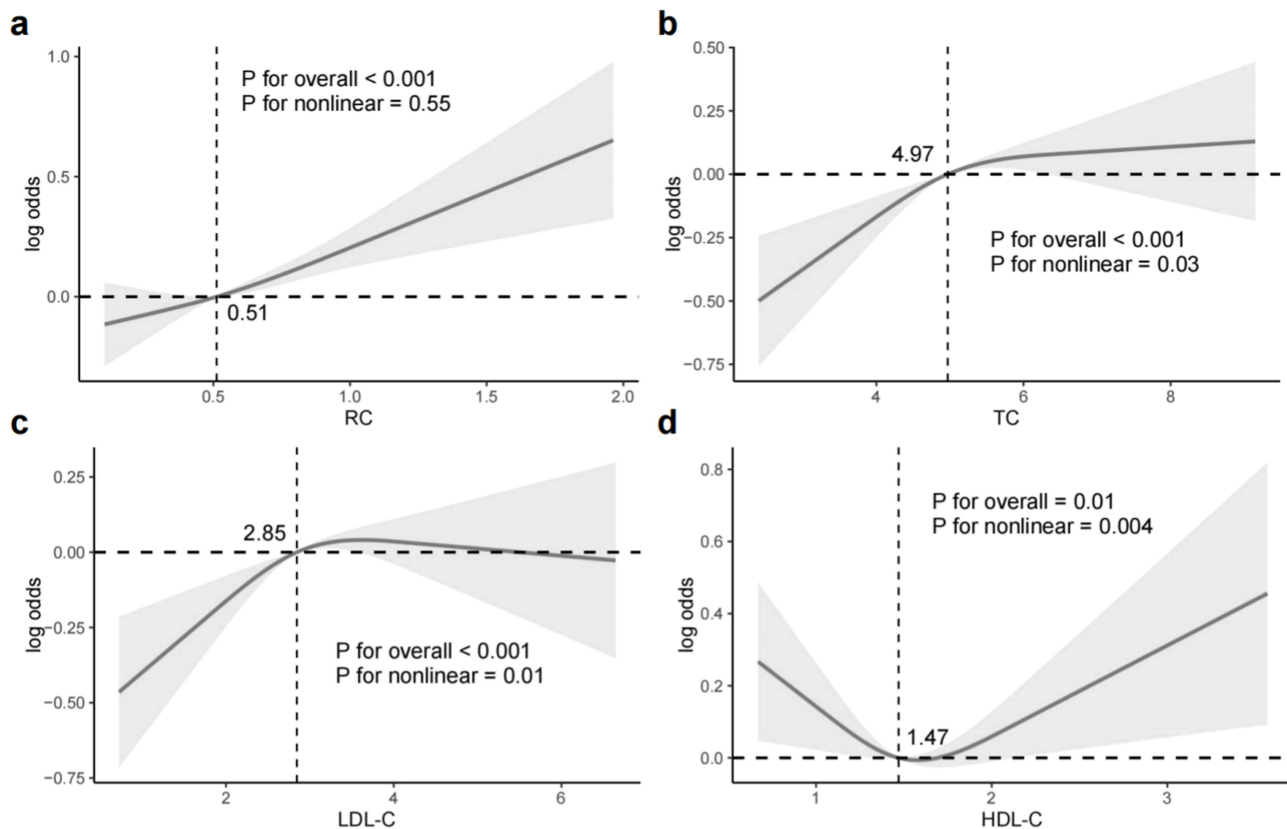 a
1.0
0.5
0.0
log odds
P for overall < 0.001
P for nonlinear = 0.55
0.51
0.5
1.0
1.5
2.0
RC
b
0.50
0.25
0.00
−0.25
−0.50
−0.75
log odds
4.97
P for overall < 0.001
P for nonlinear = 0.03
4
6
8
TC
c
0.25
0.00
−0.25
−0.50
−0.75
log odds
2.85
P for overall < 0.001
P for nonlinear = 0.01
2
4
6
LDL-C
d
0.8
0.6
0.4
0.2
0.0
log odds
P for overall = 0.01
P for nonlinear = 0.004
1.47
1
2
3
HDL-C